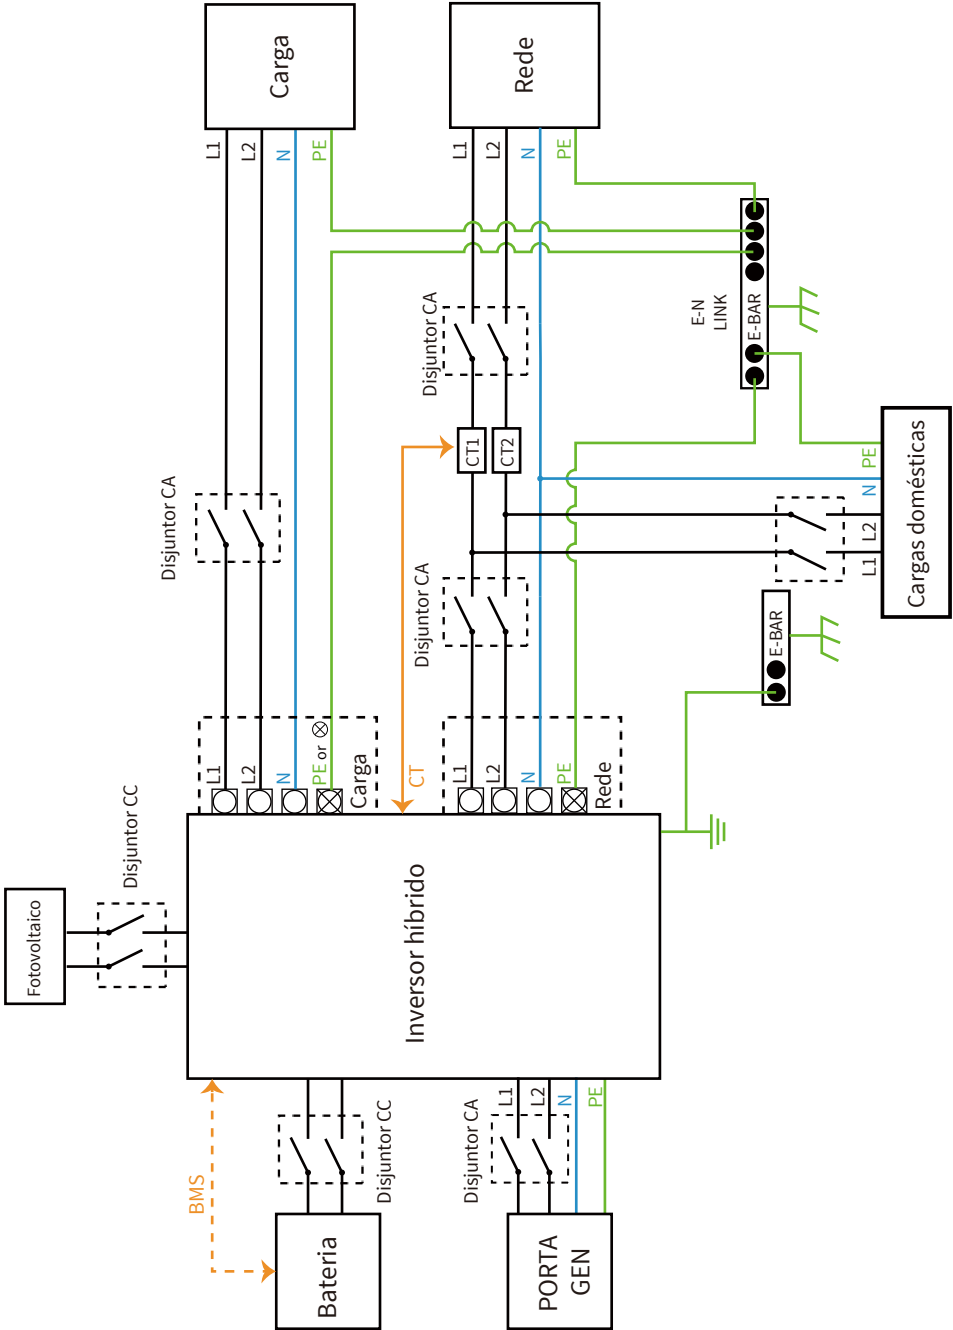 Carga
Rede
L1
L2
N
PE
L1
L2
N
PE
E-N
LINK
E-BAR
Disjuntor CA
CT1
CT2
Disjuntor CA
PE
N
L2
L1
Cargas domésticas
Disjuntor CA
E-BAR
L1
L2
N
PE or ⊗
Carga
CT
L1
L2
N
PE
Rede
Disjuntor CC
Fotovoltaico
Inversor híbrido
BMS
Disjuntor CC
Bateria
Disjuntor CA
L1
L2
N
PE
PORTA
GEN